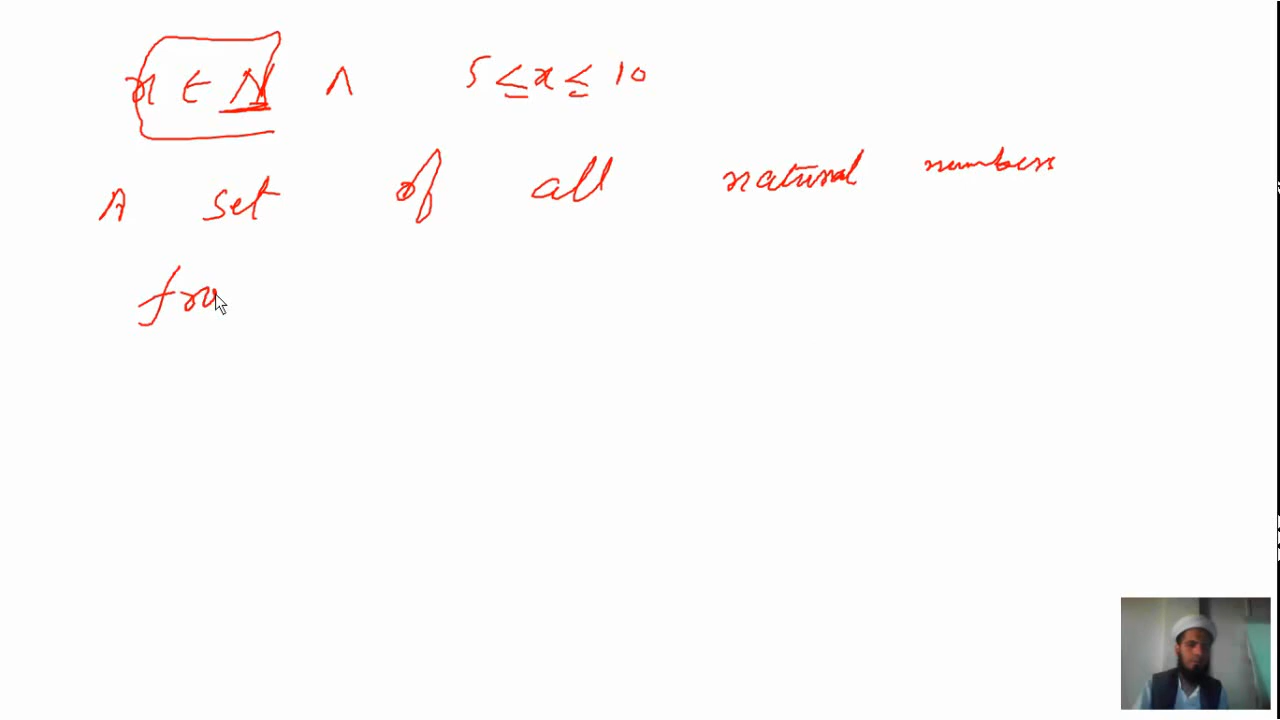 x ∈ N ∧ 5 ≤ x ≤ 10
A set of all natural numbers
fro